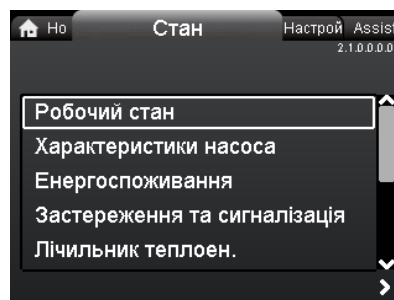 Но Стан Настрой Assist
2.1.0.0.0.0
Робочий стан
Характеристики насоса
Енергоспоживання
Застереження та сигналізація
Лічильник теплоен.